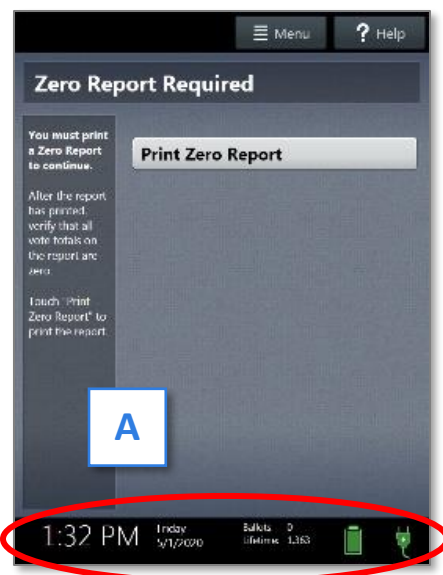 Menu
? Help
Zero Report Required
You must print
a Zero Report
to continue.
Print Zero Report
After the report
has printed,
verify that all
vote totals on
the report are
zero.
Touch "Print
Zero Report" to
print the report.
A
1:32 PM
Friday
5/1/2020
Ballots 0
Lifetime 1,363